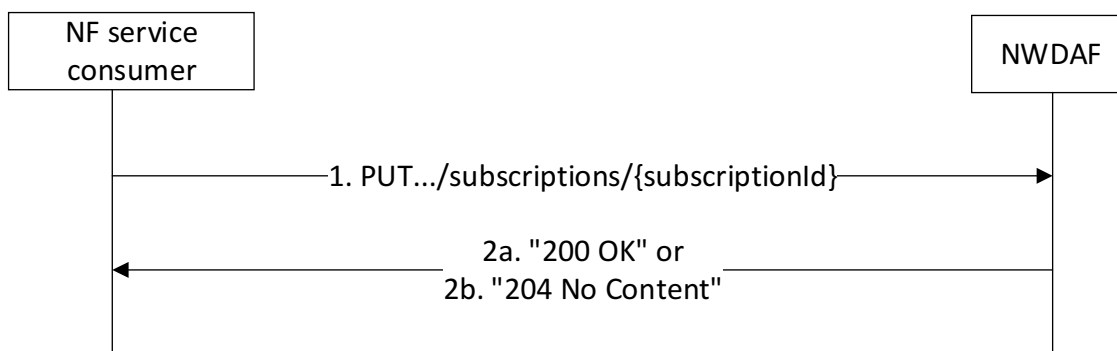 NF service
consumer
NWDAF
1. PUT.../subscriptions/{subscriptionId}
2a. "200 OK" or
2b. "204 No Content"